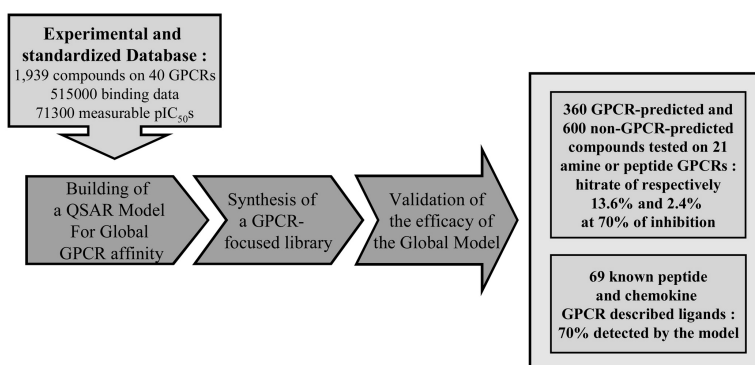 Experimental and
standardized Database :
1,939 compounds on 40 GPCRs
515000 binding data
71300 measurable pIC₅₀s
Building of
a QSAR Model
For Global
GPCR affinity
Synthesis of
a GPCR-
focused library
Validation of
the efficacy of
the Global Model
360 GPCR-predicted and
600 non-GPCR-predicted
compounds tested on 21
amine or peptide GPCRs :
hitrate of respectively
13.6% and 2.4%
at 70% of inhibition
69 known peptide
and chemokine
GPCR described ligands :
70% detected by the model